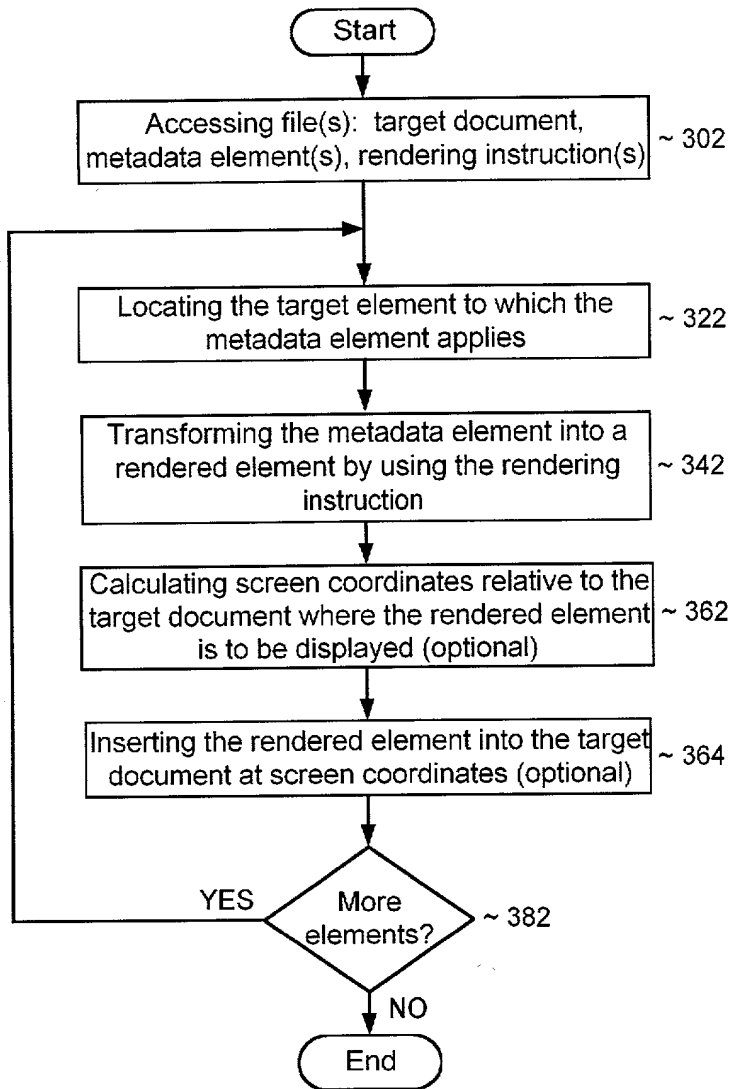 Start
Accessing file(s): target document,
metadata element(s), rendering instruction(s)
~ 302
Locating the target element to which the
metadata element applies
~ 322
Transforming the metadata element into a
rendered element by using the rendering
instruction
~ 342
Calculating screen coordinates relative to the
target document where the rendered element
is to be displayed (optional)
~ 362
Inserting the rendered element into the target
document at screen coordinates (optional)
~ 364
YES
More
elements?
~ 382
NO
End